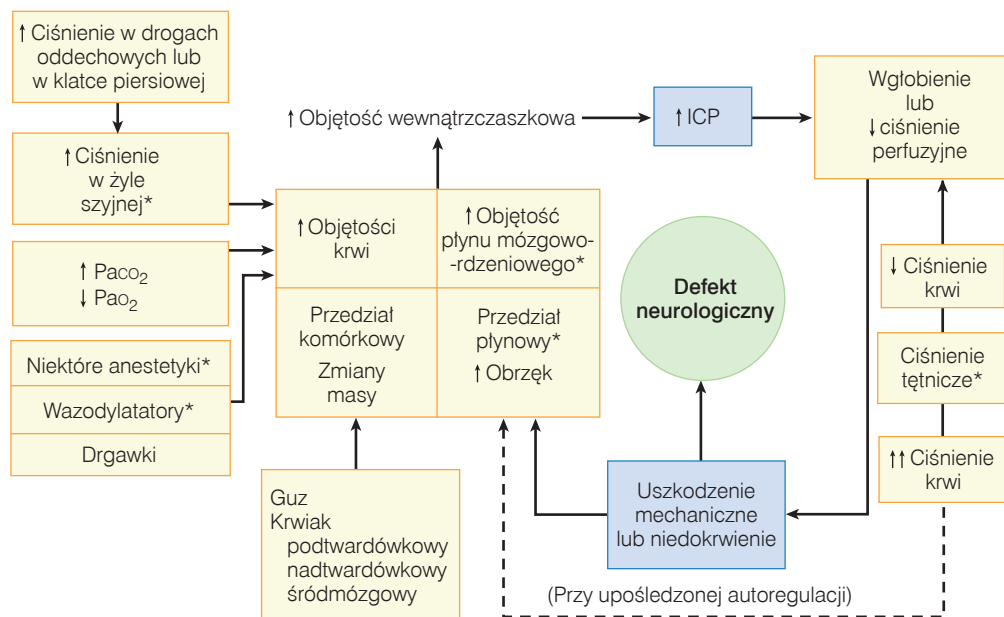 ↑ Ciśnienie w drogach
oddechowych lub
w klatce piersiowej
↑ Ciśnienie
w żyle
szyjnej*
↑ Paco₂
↓ Pao₂
Niektóre anestetyki*
Wazodylatatory*
Drgawki
↑ Objętość wewnątrzczaszkowa
↑ Objętości
krwi
↑ Objętość
płynu mózgowo-
-rdzeniowego*
Przedział
komórkowy
Zmiany
masy
Przedział
płynowy*
↑ Obrzęk
Guz
Krwiak
podtwardówkowy
nadtwardówkowy
śródmózgowy
↑ ICP
Wgłobienie
lub
↓ ciśnienie
perfuzyjne
Defekt
neurologiczny
↓ Ciśnienie
krwi
Ciśnienie
tętnicze*
↑↑ Ciśnienie
krwi
Uszkodzenie
mechaniczne
lub niedokrwienie
(Przy upośledzonej autoregulacji)